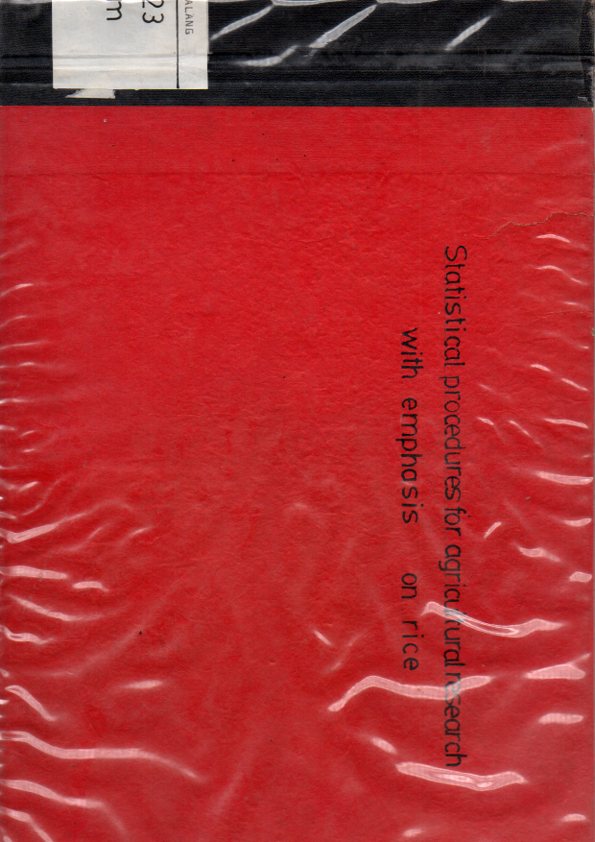 Statistical procedures for agricultural research
with emphasis on rice
ALANG
23
m